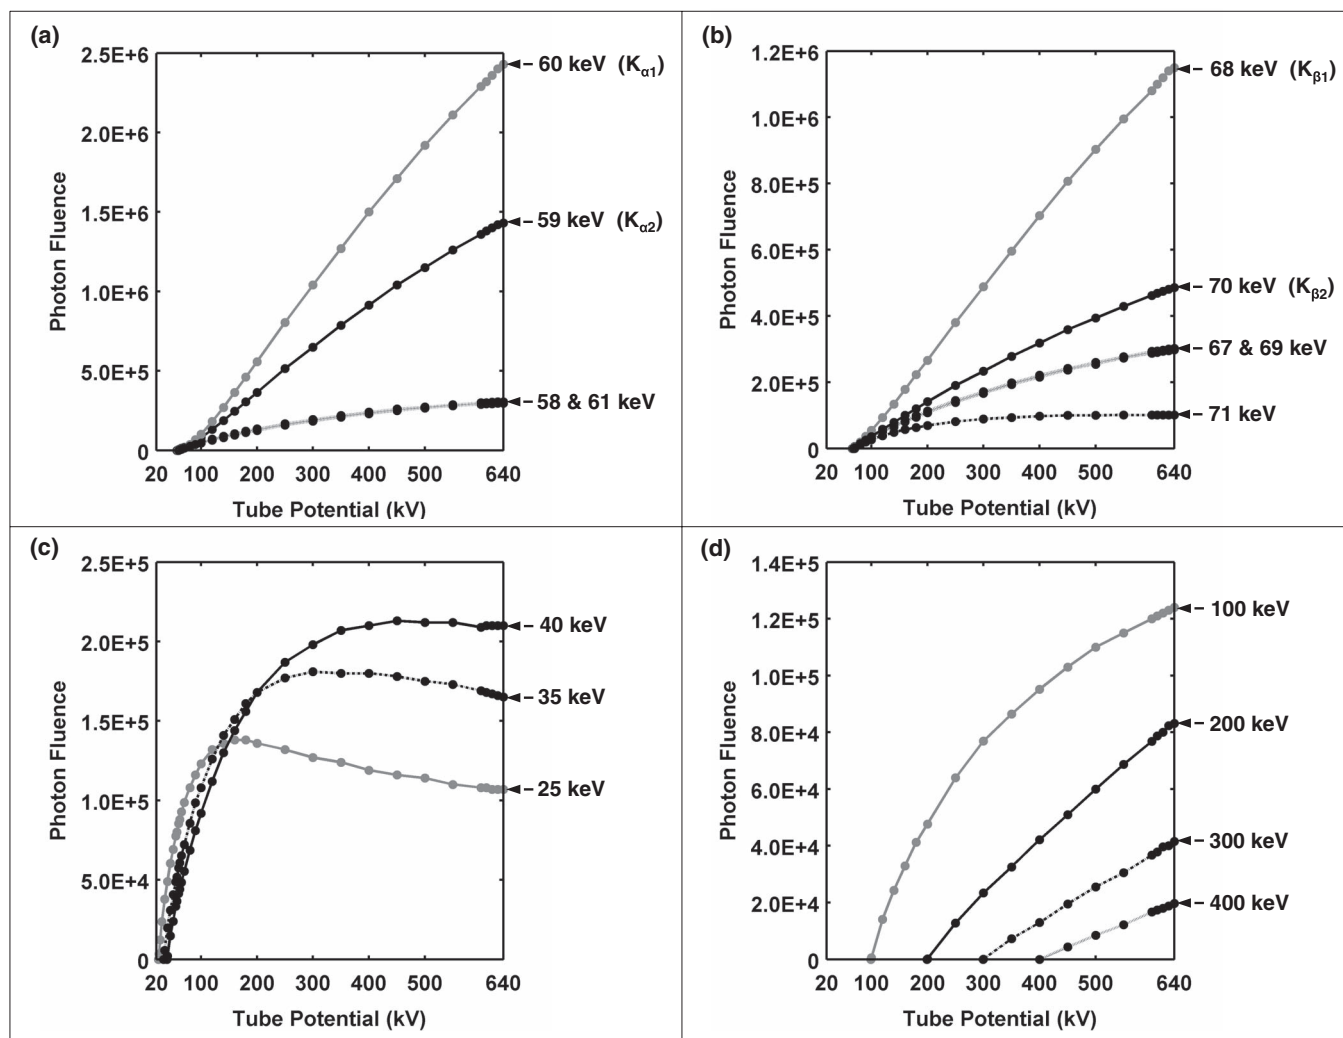 (a)
2.5E+6
2.0E+6
1.5E+6
1.0E+6
5.0E+5
0
20 100 200 300 400 500 640
Tube Potential (kV)
Photon Fluence
60 keV (Kα1)
59 keV (Kα2)
58 & 61 keV
(b)
1.2E+6
1.0E+6
8.0E+5
6.0E+5
4.0E+5
2.0E+5
0
20 100 200 300 400 500 640
Tube Potential (kV)
Photon Fluence
68 keV (Kβ1)
70 keV (Kβ2)
67 & 69 keV
71 keV
(c)
2.5E+5
2.0E+5
1.5E+5
1.0E+5
5.0E+4
0
20 100 200 300 400 500 640
Tube Potential (kV)
Photon Fluence
40 keV
35 keV
25 keV
(d)
1.4E+5
1.2E+5
1.0E+5
8.0E+4
6.0E+4
4.0E+4
2.0E+4
0
20 100 200 300 400 500 640
Tube Potential (kV)
Photon Fluence
100 keV
200 keV
300 keV
400 keV